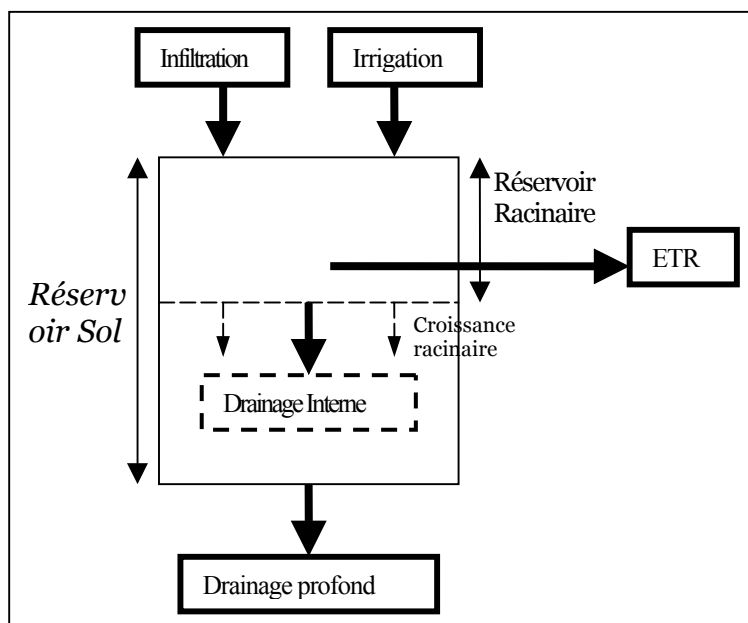 Infiltration
Irrigation
Réservoir
Racinaire
ETR
Réserv
oir Sol
Croissance
racinaire
Drainage Interne
Drainage profond